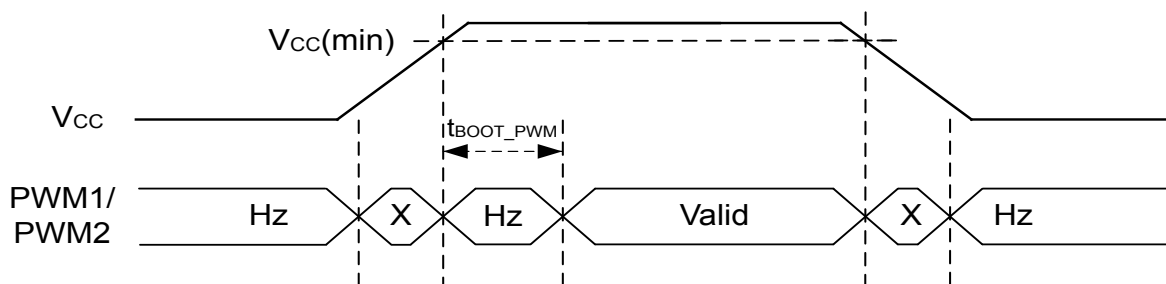 VCC(min)
VCC
tBOOT_PWM
PWM1/
PWM2
Hz X Hz Valid X Hz